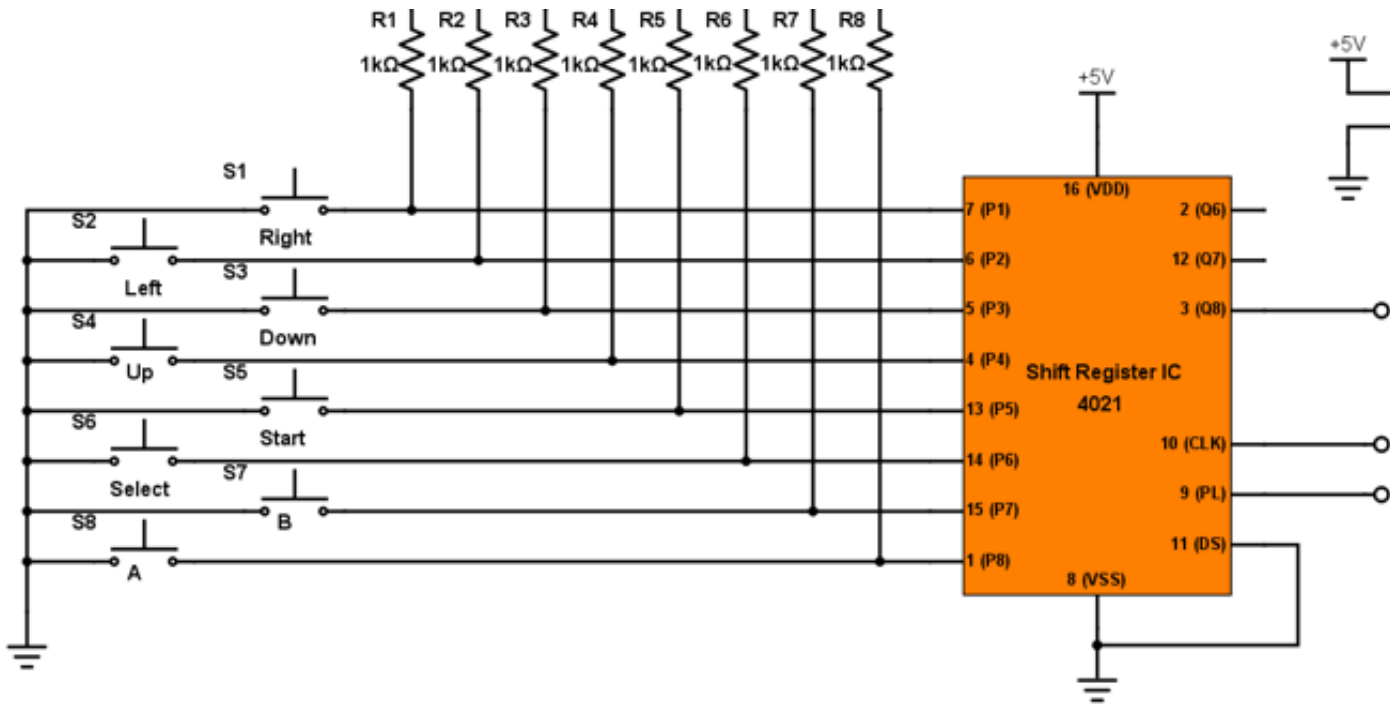 R1 R2 R3 R4 R5 R6 R7 R8
1kΩ 1kΩ 1kΩ 1kΩ 1kΩ 1kΩ 1kΩ 1kΩ
+5V
+5V
S1
Right
S2
Left
S3
Down
S4
Up
S5
Start
S6
Select
S7
B
S8
A
16 (VDD)
7 (P1)
6 (P2)
5 (P3)
4 (P4)
13 (P5)
14 (P6)
15 (P7)
1 (P8)
Shift Register IC
4021
2 (Q6)
12 (Q7)
3 (Q8)
10 (CLK)
9 (PL)
11 (DS)
8 (VSS)